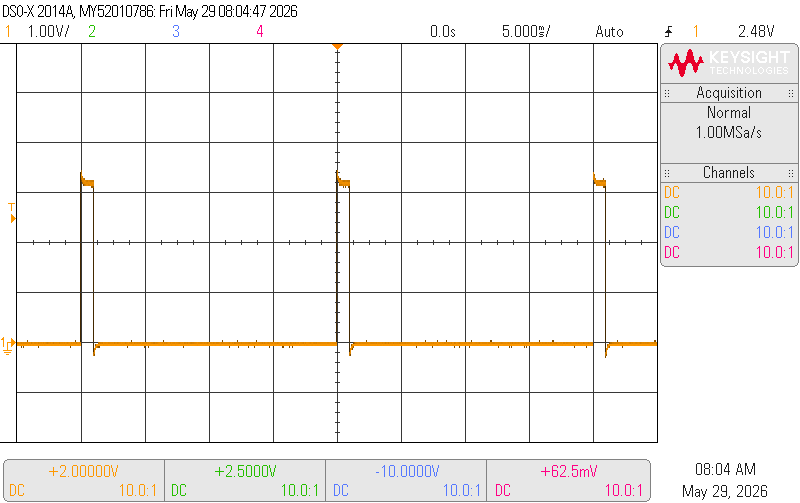 DSO-X 2014A, MY52010786: Fri May 29 08:04:47 2026
1 1.00V/ 2 3 4 0.0s 5.000s/ Auto 1 2.48V
KEYSIGHT
TECHNOLOGIES
Acquisition
Normal
1.00MSa/s
Channels
DC 10.0:1
DC 10.0:1
DC 10.0:1
DC 10.0:1
T
1
+2.00000V +2.5000V -10.0000V +62.5mV
DC 10.0:1 DC 10.0:1 DC 10.0:1 DC 10.0:1
08:04 AM
May 29, 2026